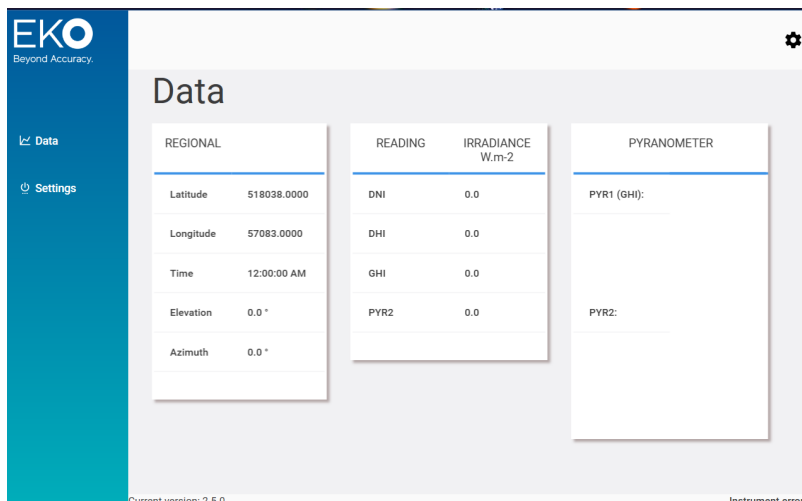 EKO
Beyond Accuracy.
Data
Settings
Data
REGIONAL
Latitude 518038.0000
Longitude 57083.0000
Time 12:00:00 AM
Elevation 0.0 °
Azimuth 0.0 °
READING IRRADIANCE
W.m-2
DNI 0.0
DHI 0.0
GHI 0.0
PYR2 0.0
PYRANOMETER
PYR1 (GHI):
PYR2:
Current version: 2.5.0
Instrument error